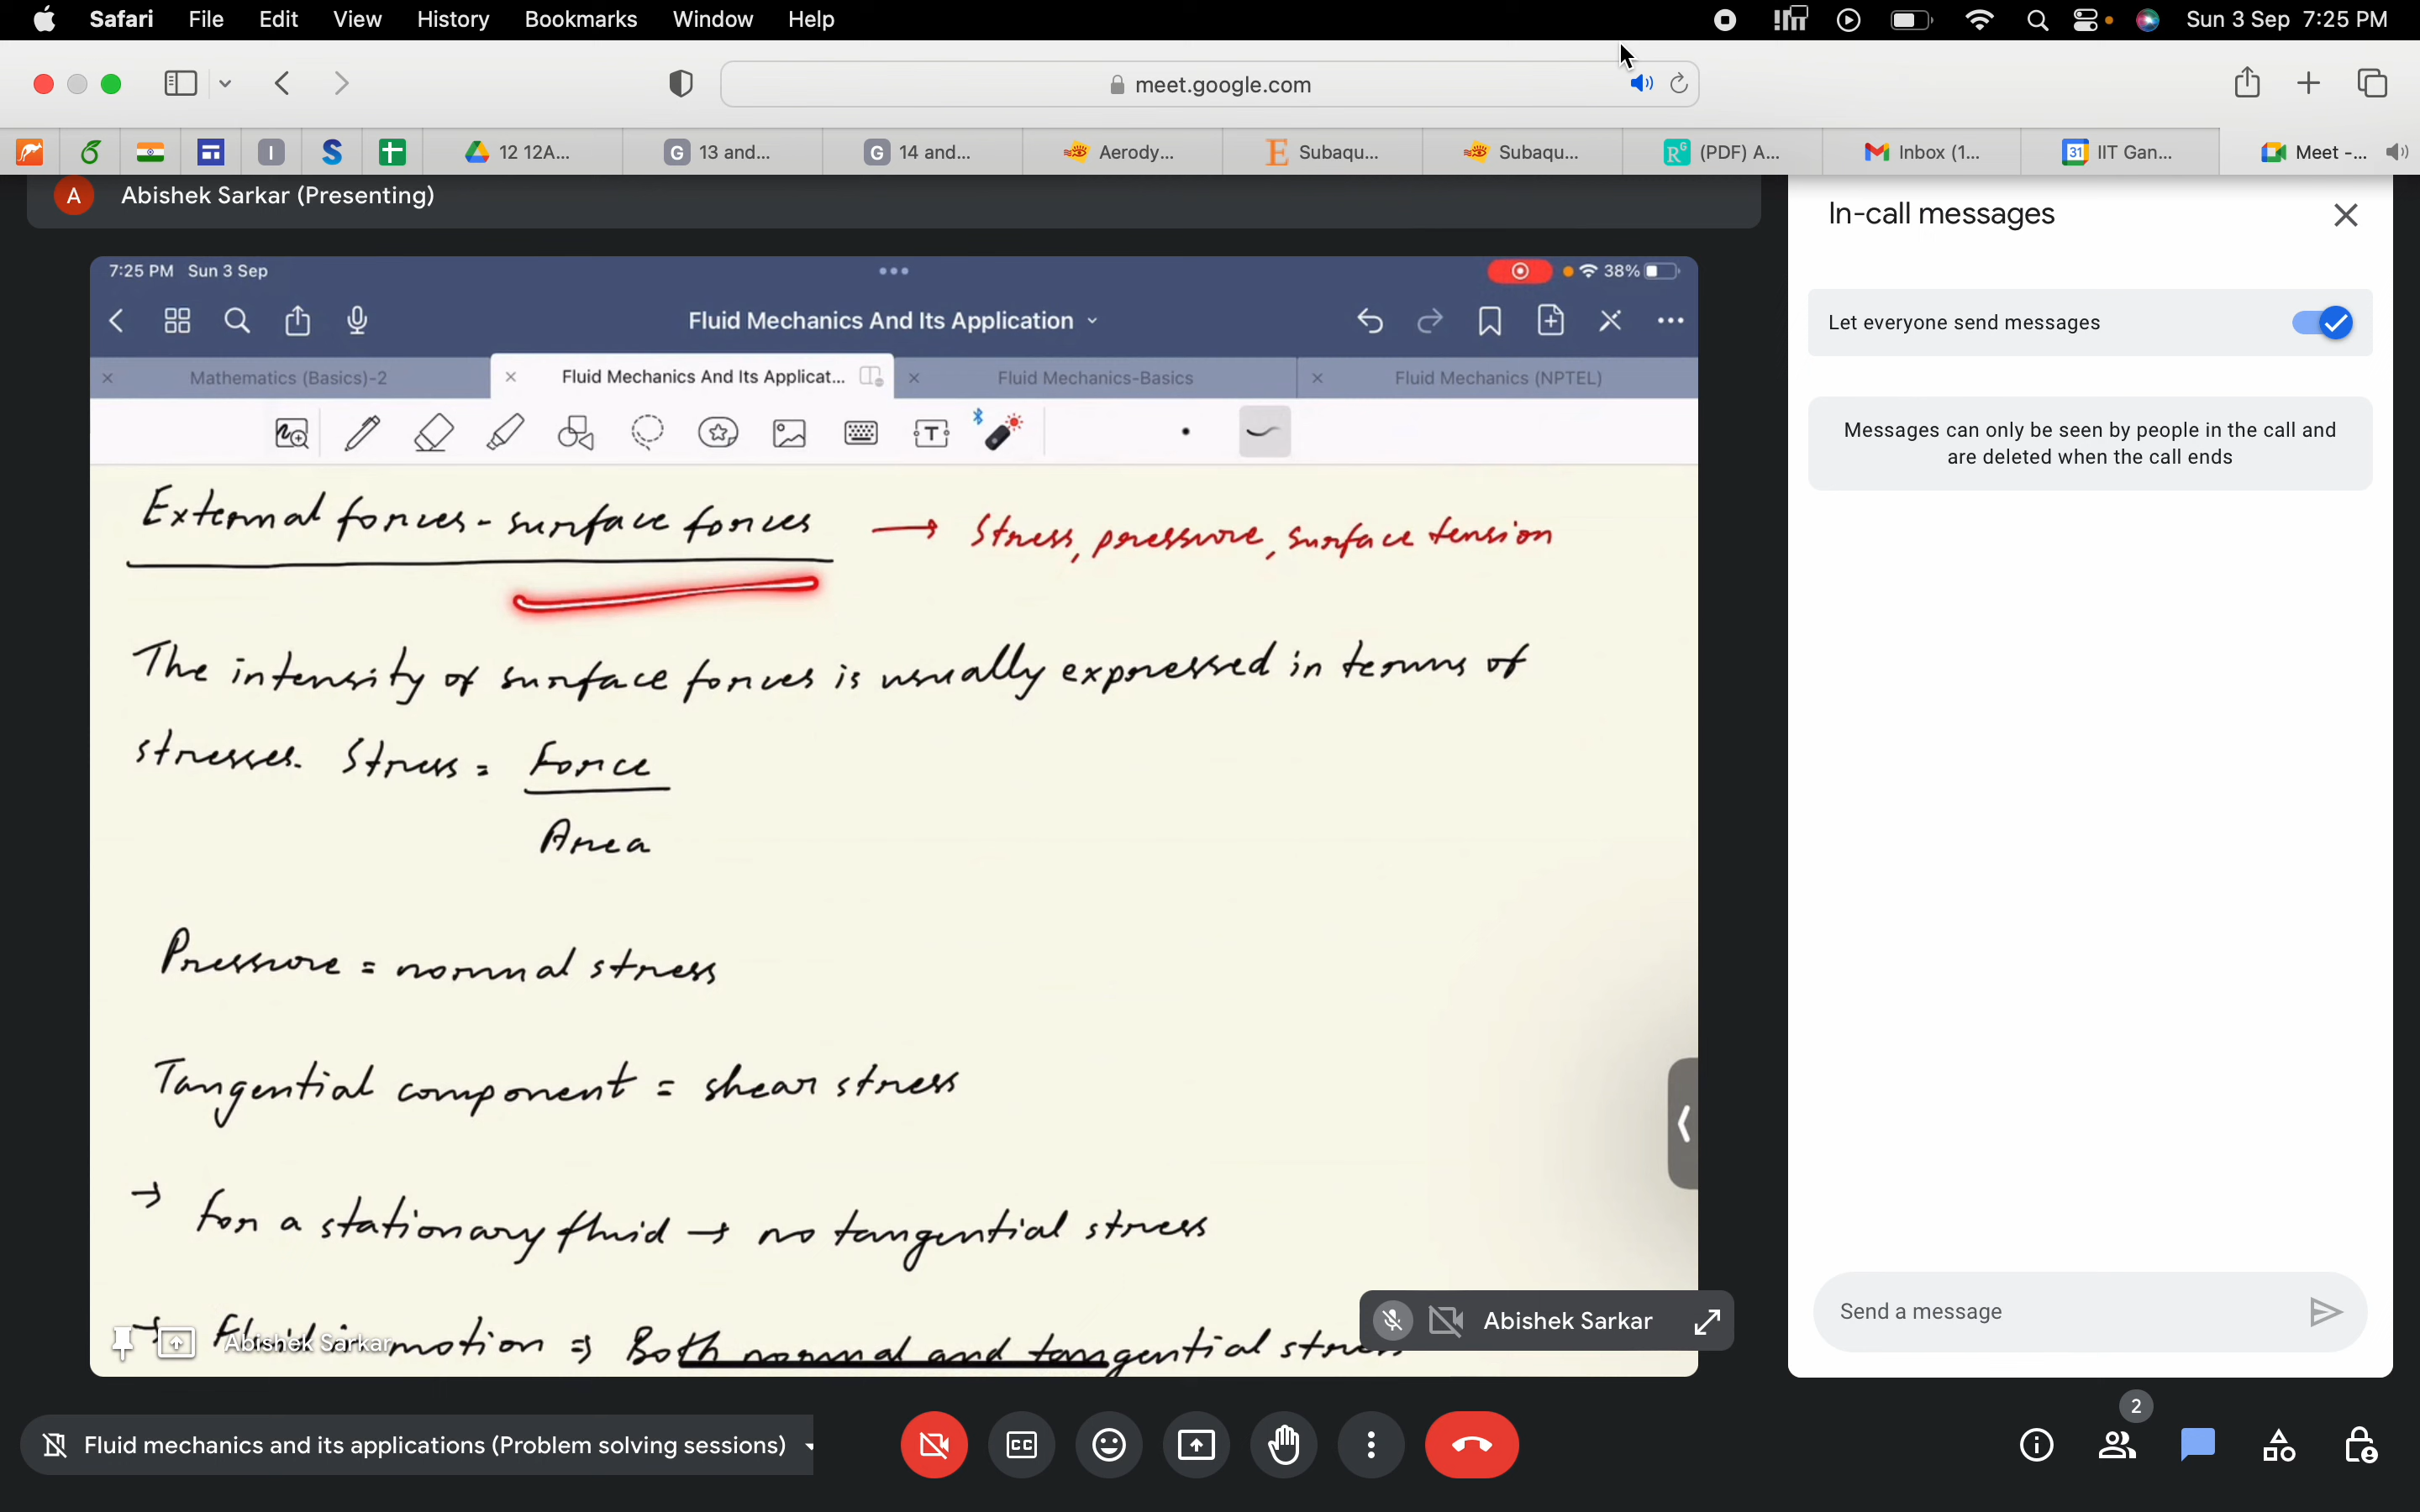 Safari File Edit View History Bookmarks Window Help Sun 3 Sep 7:25 PM
meet.google.com
12 12A... 13 and... 14 and... Aerody... Subaqu... Subaqu... (PDF) A... Inbox (1... IIT Gan... Meet -...
A Abishek Sarkar (Presenting)
In-call messages
7:25 PM Sun 3 Sep 38%
Fluid Mechanics And Its Application
Let everyone send messages
Mathematics (Basics)-2 Fluid Mechanics And Its Applicat... Fluid Mechanics-Basics Fluid Mechanics (NPTEL)
Messages can only be seen by people in the call and
are deleted when the call ends
External forces - surface forces → Stress, pressure, surface tension
The intensity of surface forces is usually expressed in terms of
stresses. Stress = Force
Area
Pressure = normal stress
Tangential component = shear stress
→ For a stationary fluid → no tangential stress
→ Fluid in motion ⇒ Both normal and tangential stress
Abishek Sarkar
Abishek Sarkar
Send a message
Fluid mechanics and its applications (Problem solving sessions)
CC
2